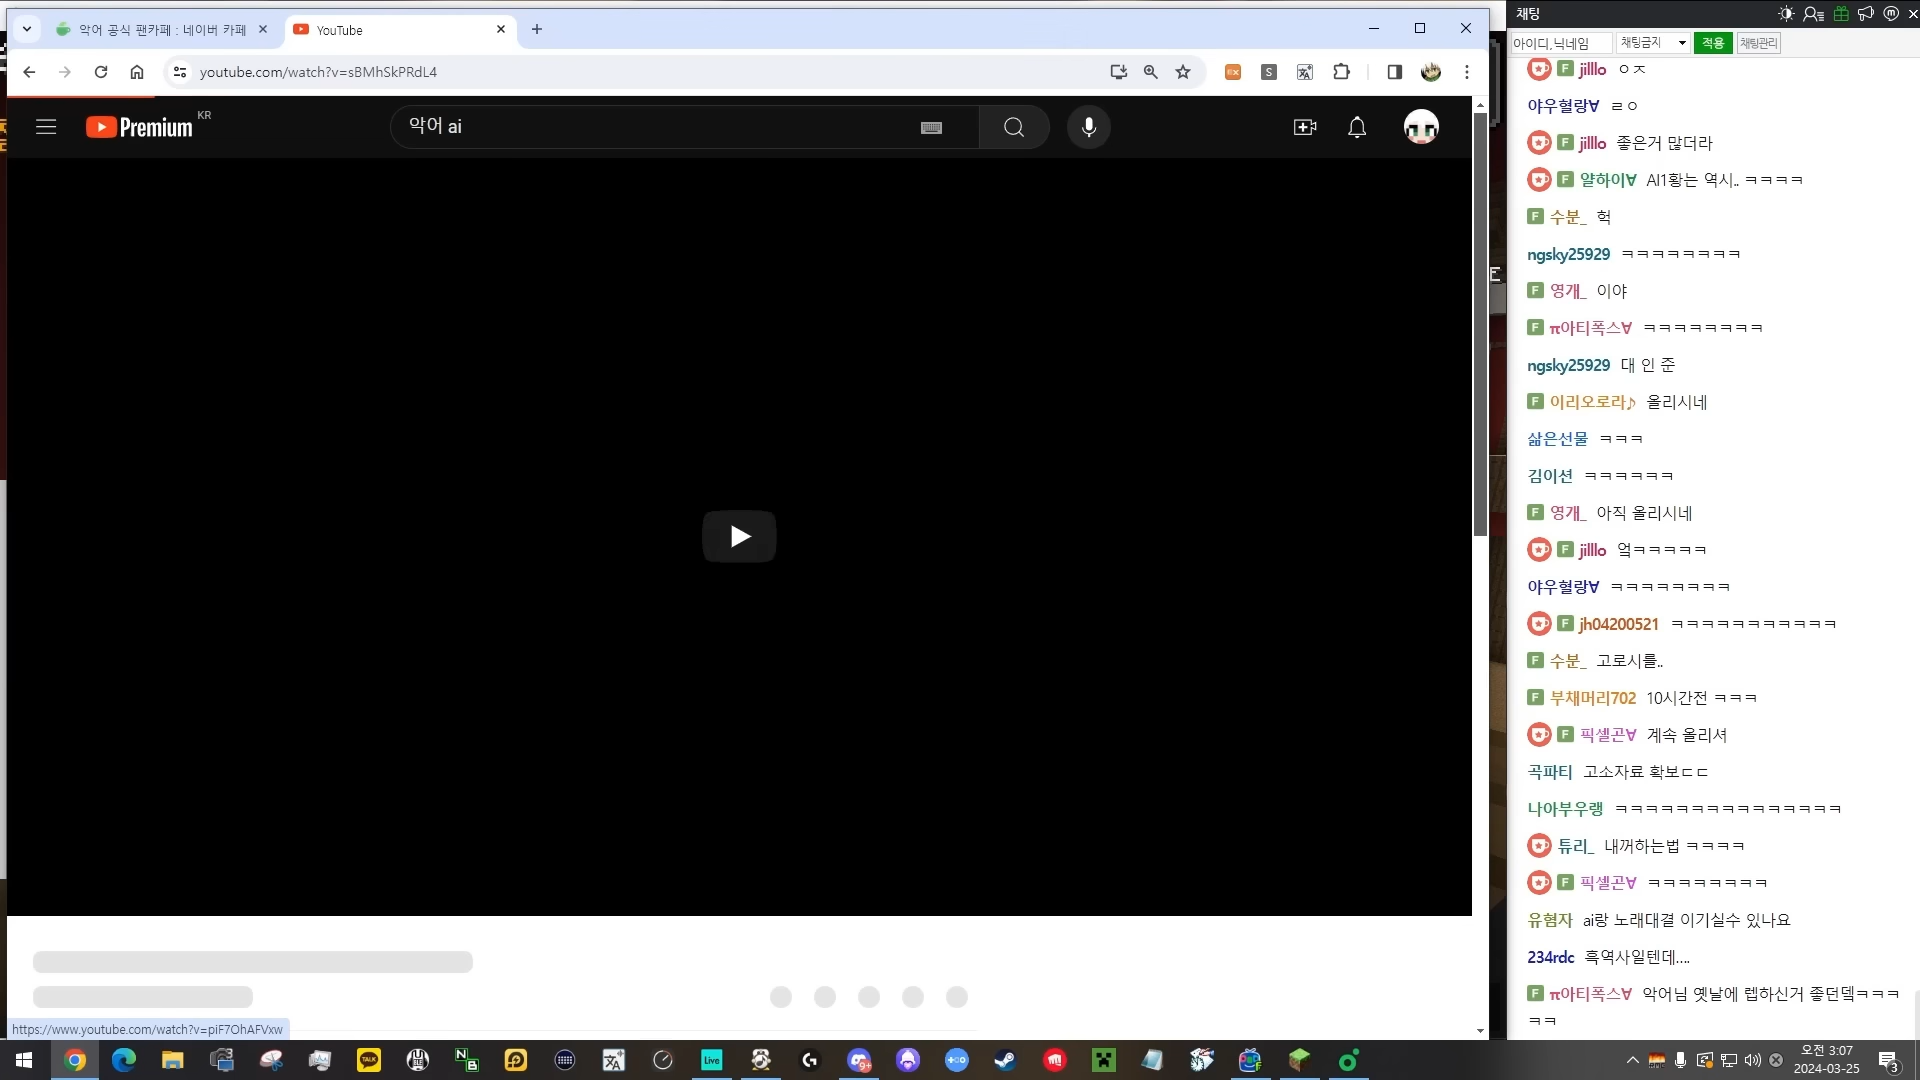 악어 공식 팬카페 : 네이버 카페
YouTube
youtube.com/watch?v=sBMhSkPRdL4
Premium KR
악어 ai
https://www.youtube.com/watch?v=piF7OhAFVxw
채팅
아이디,닉네임 채팅금지 적용 채팅관리
jilllo ㅇㅈ
야우혈랑∀ ㄹㅇ
jilllo 좋은거 많더라
얄하이∀ AI1황는 역시.. ㅋㅋㅋㅋ
수분_ 헉
ngsky25929 ㅋㅋㅋㅋㅋㅋㅋㅋ
영개_ 이야
π아티폭스∀ ㅋㅋㅋㅋㅋㅋㅋㅋ
ngsky25929 대 인 준
이리오로라♪ 올리시네
삶은선물 ㅋㅋㅋ
김이션 ㅋㅋㅋㅋㅋㅋ
영개_ 아직 올리시네
jilllo 엌ㅋㅋㅋㅋㅋ
야우혈랑∀ ㅋㅋㅋㅋㅋㅋㅋㅋ
jh04200521 ㅋㅋㅋㅋㅋㅋㅋㅋㅋㅋㅋ
수분_ 고로시를..
부채머리702 10시간전 ㅋㅋㅋ
픽셀곤∀ 계속 올리셔
곡파티 고소자료 확보ㄷㄷ
나아부우랭 ㅋㅋㅋㅋㅋㅋㅋㅋㅋㅋㅋㅋㅋㅋㅋ
튜리_ 내꺼하는법 ㅋㅋㅋㅋ
픽셀곤∀ ㅋㅋㅋㅋㅋㅋㅋㅋ
유혐자 ai랑 노래대결 이기실수 있나요
234rdc 흑역사일텐데....
π아티폭스∀ 악어님 옛날에 렙하신거 좋던뎈ㅋㅋㅋ
ㅋㅋ
TALK
Live
오전 3:07
2024-03-25
3